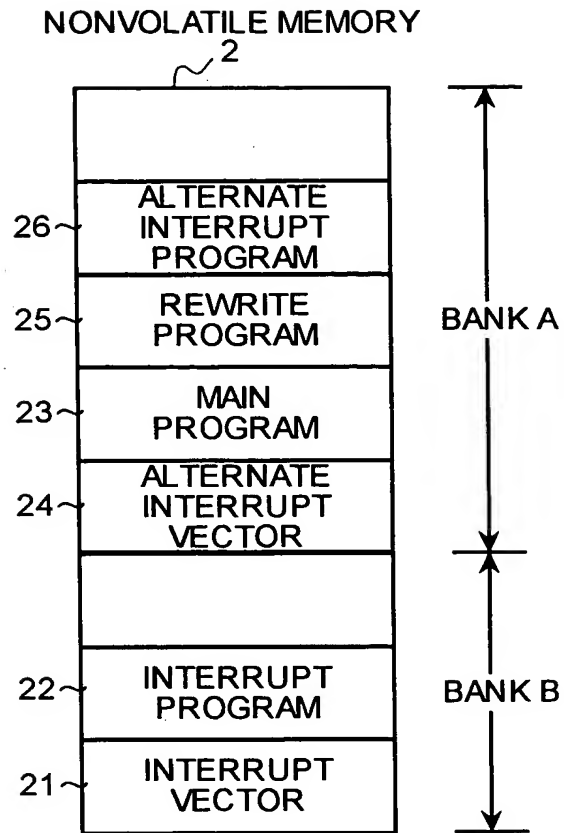 NONVOLATILE MEMORY
2
26~ ALTERNATE
INTERRUPT
PROGRAM
25~ REWRITE
PROGRAM
BANK A
23~ MAIN
PROGRAM
24~ ALTERNATE
INTERRUPT
VECTOR
22~ INTERRUPT
PROGRAM
BANK B
21~ INTERRUPT
VECTOR